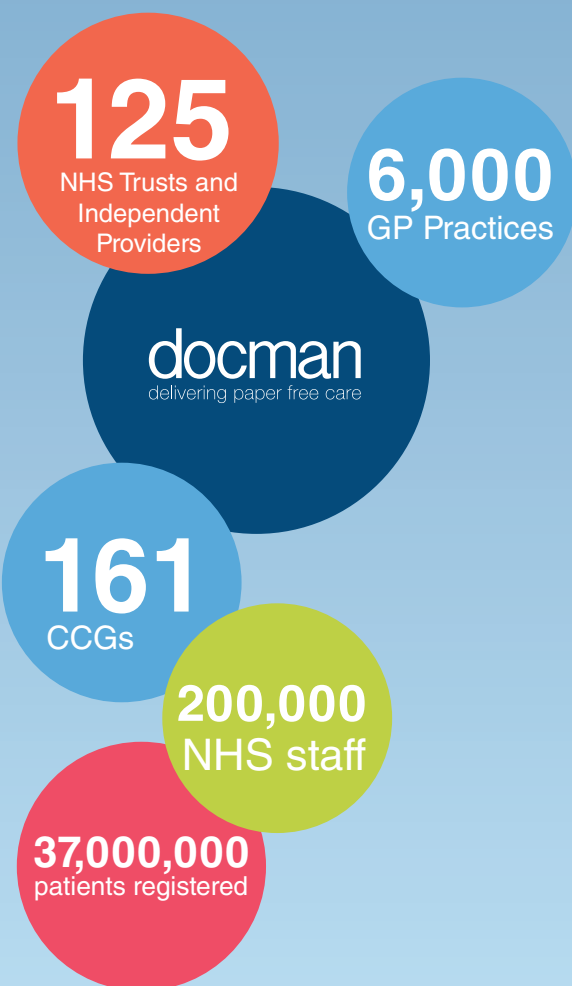 125
NHS Trusts and
Independent
Providers
6,000
GP Practices
docman
delivering paper free care
161
CCGs
200,000
NHS staff
37,000,000
patients registered